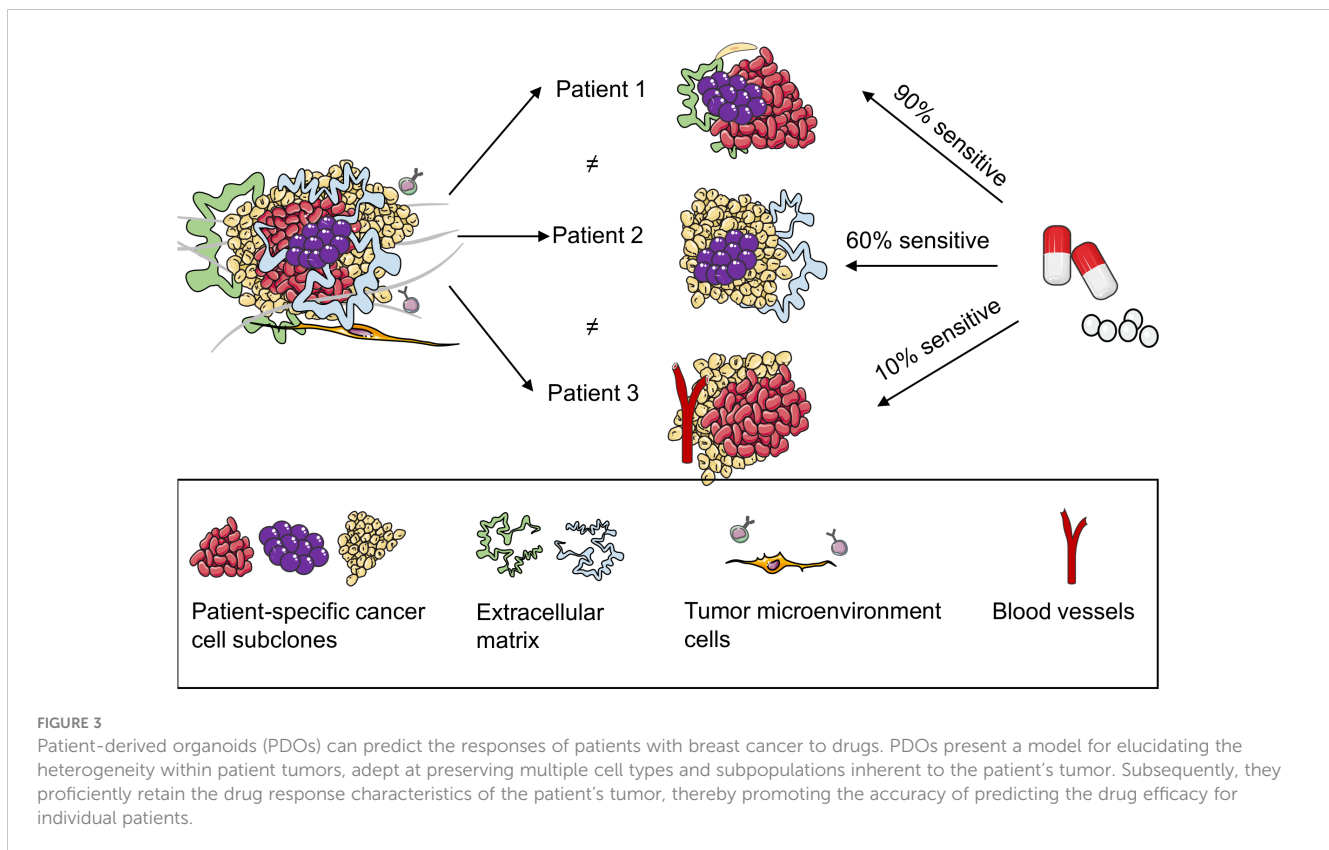 Patient 1
90% sensitive
≠
Patient 2
60% sensitive
≠
Patient 3
10% sensitive
Patient-specific cancer
cell subclones
Extracellular
matrix
Tumor microenvironment
cells
Blood vessels
FIGURE 3
Patient-derived organoids (PDOs) can predict the responses of patients with breast cancer to drugs. PDOs present a model for elucidating the
heterogeneity within patient tumors, adept at preserving multiple cell types and subpopulations inherent to the patient's tumor. Subsequently, they
proficiently retain the drug response characteristics of the patient's tumor, thereby promoting the accuracy of predicting the drug efficacy for
individual patients.